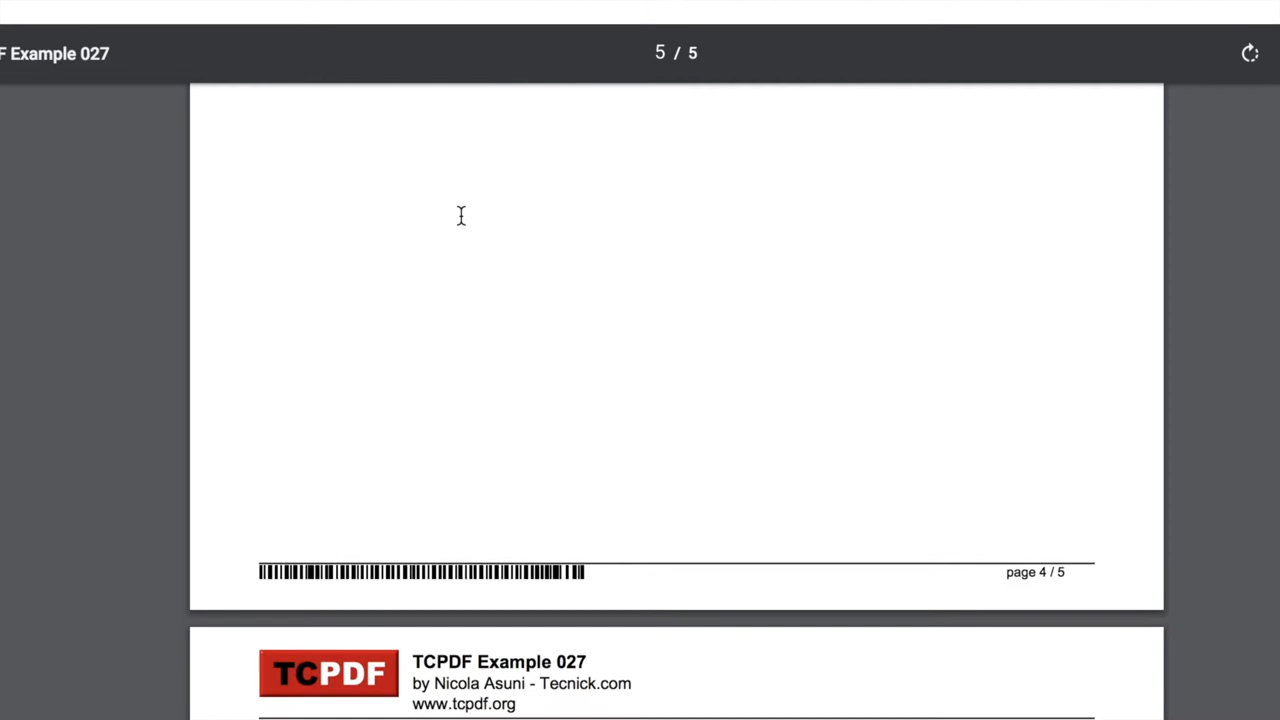 F Example 027
5 / 5
page 4 / 5
TCPDF
TCPDF Example 027
by Nicola Asuni - Tecnick.com
www.tcpdf.org